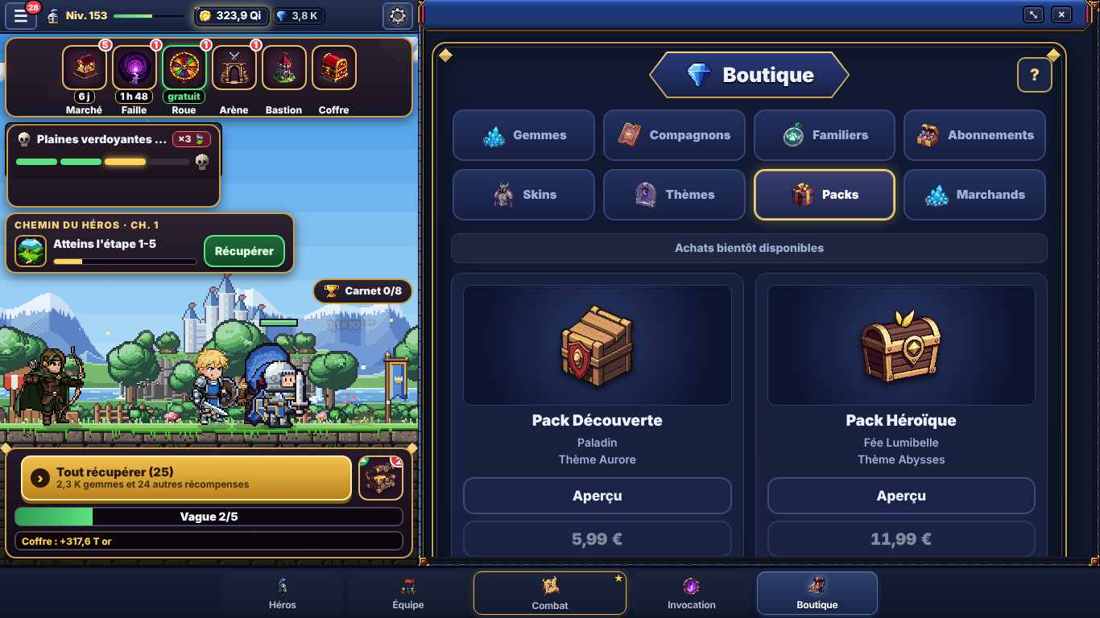 28
Niv. 153
323,9 Qi
3,8 K
5
1
1
1
6 j
1 h 48
gratuit
Marché
Faille
Roue
Arène
Bastion
Coffre
Plaines verdoyantes ...
×3
CHEMIN DU HÉROS · CH. 1
Atteins l'étape 1-5
Récupérer
Carnet 0/8
Tout récupérer (25)
2,3 K gemmes et 24 autres récompenses
Vague 2/5
Coffre : +317,6 T or
Boutique
?
Gemmes
Compagnons
Familiers
Abonnements
Skins
Thèmes
Packs
Marchands
Achats bientôt disponibles
Pack Découverte
Paladin
Thème Aurore
Aperçu
5,99 €
Pack Héroïque
Fée Lumibelle
Thème Abysses
Aperçu
11,99 €
Héros
Équipe
Combat
Invocation
Boutique